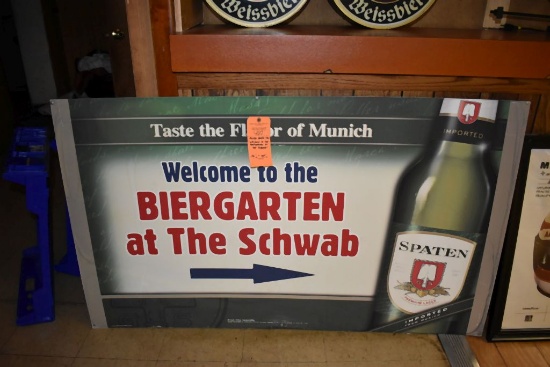 Weissbier
Weissbier
Taste the Fl or of Munich
Welcome to the
BIERGARTEN
at The Schwab
IMPORTED
SPATEN
IMPORTED